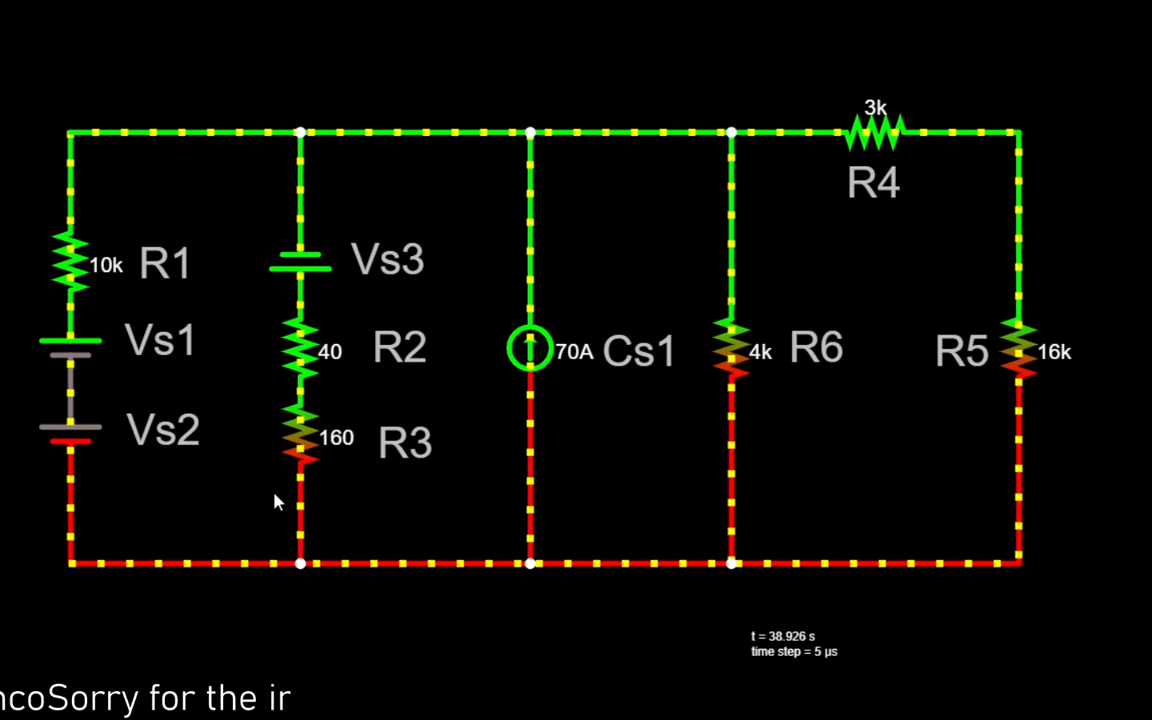 3k
R4
10k R1
Vs3
Vs1
40 R2
70A Cs1
4k R6
R5 16k
Vs2
160 R3
t = 38.926 s
time step = 5 µs
ncoSorry for the ir